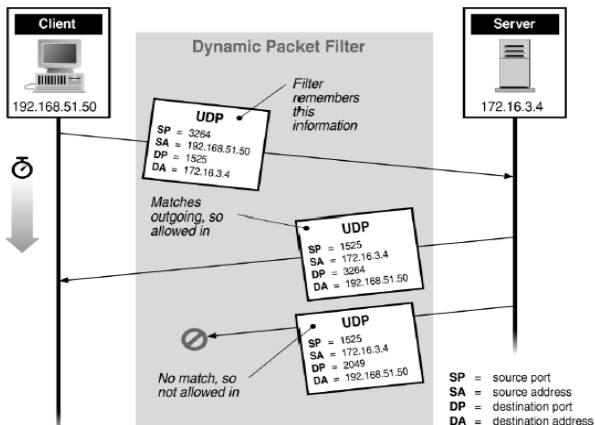 Client
Server
Dynamic Packet Filter
192.168.51.50
172.16.3.4
Filter
remembers
this
information
UDP
SP = 3264
SA = 192.168.51.50
DP = 1525
DA = 172.16.3.4
Matches
outgoing, so
allowed in
UDP
SP = 1525
SA = 172.16.3.4
DP = 3264
DA = 192.168.51.50
UDP
SP = 1525
SA = 172.16.3.4
DP = 2049
DA = 192.168.51.50
No match, so
not allowed in
SP = source port
SA = source address
DP = destination port
DA = destination address